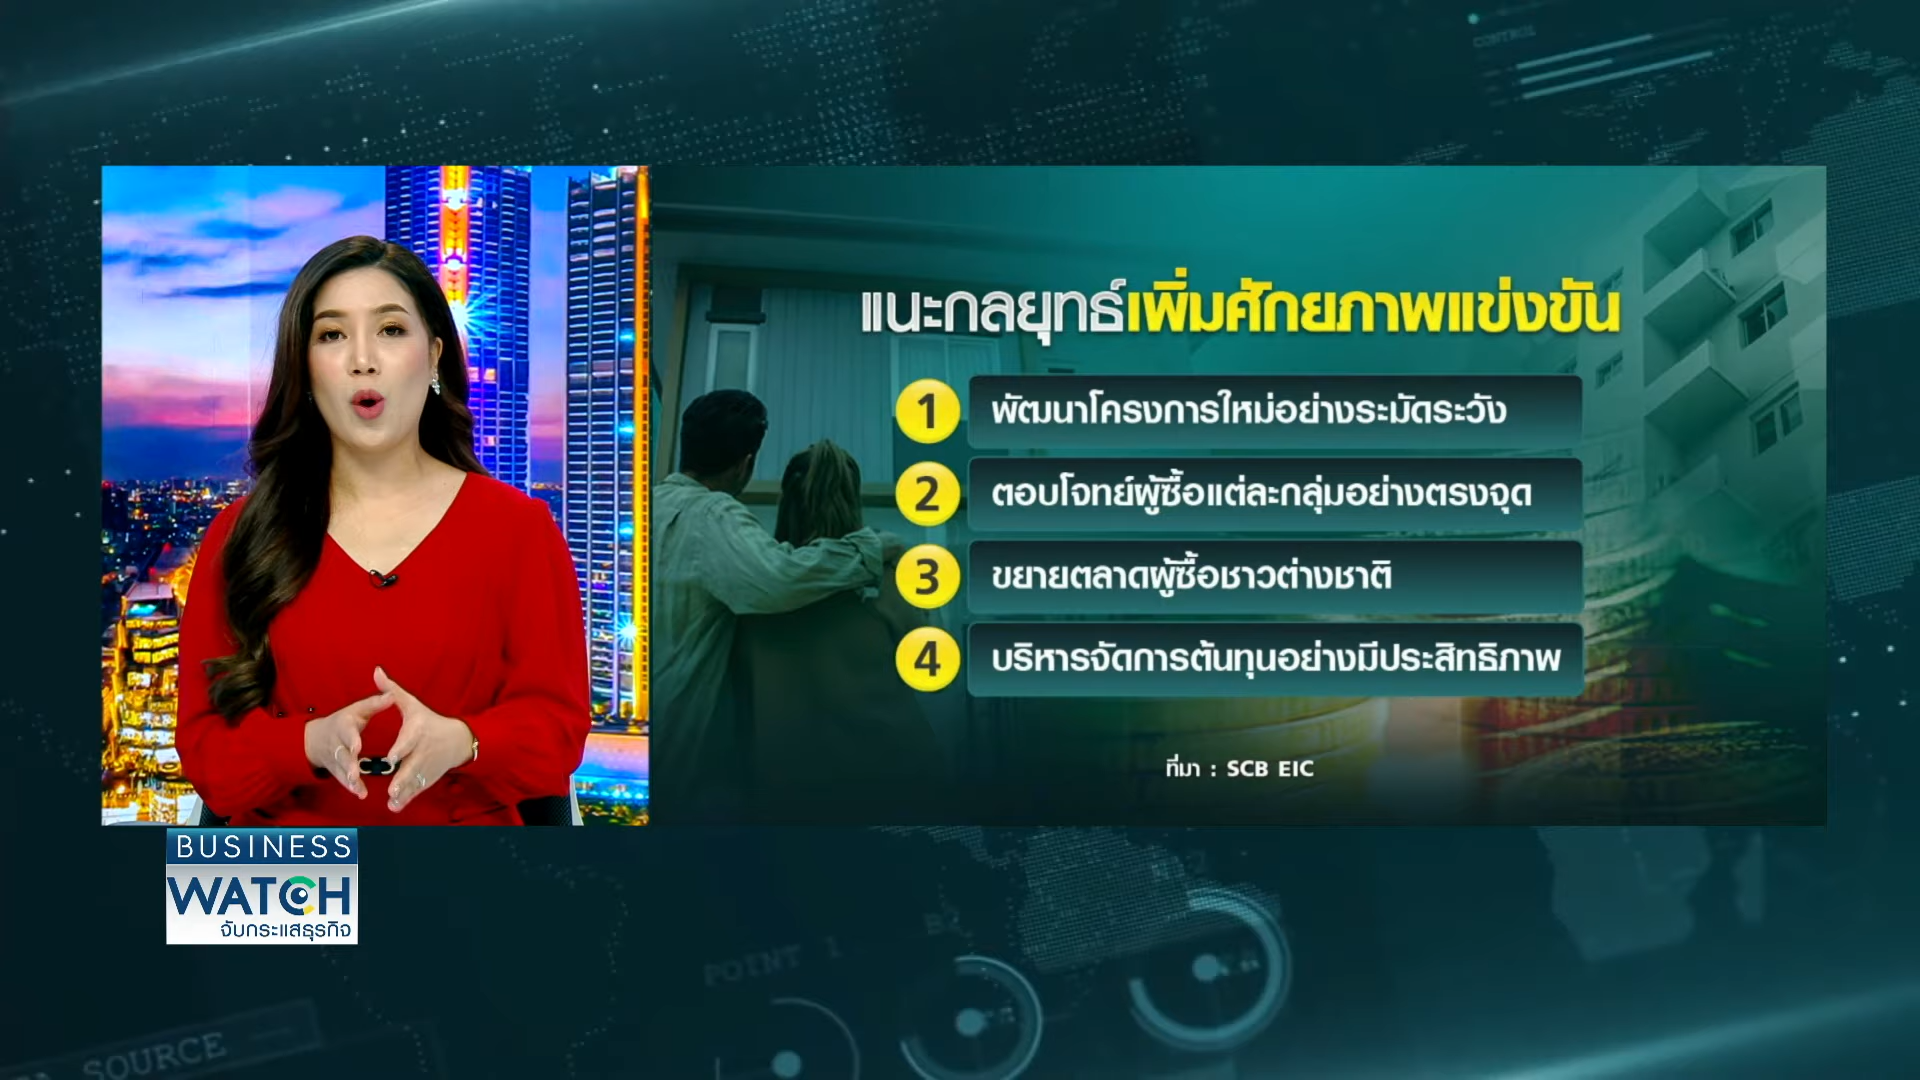 CONTROL
แนะกลยุทธ์เพิ่มศักยภาพแข่งขัน
1 พัฒนาโครงการใหม่อย่างระมัดระวัง
2 ตอบโจทย์ผู้ซื้อแต่ละกลุ่มอย่างตรงจุด
3 ขยายตลาดผู้ซื้อชาวต่างชาติ
4 บริหารจัดการต้นทุนอย่างมีประสิทธิภาพ
ที่มา : SCB EIC
BUSINESS
WATCH
จับกระแสธุรกิจ
POINT 1
SOURCE